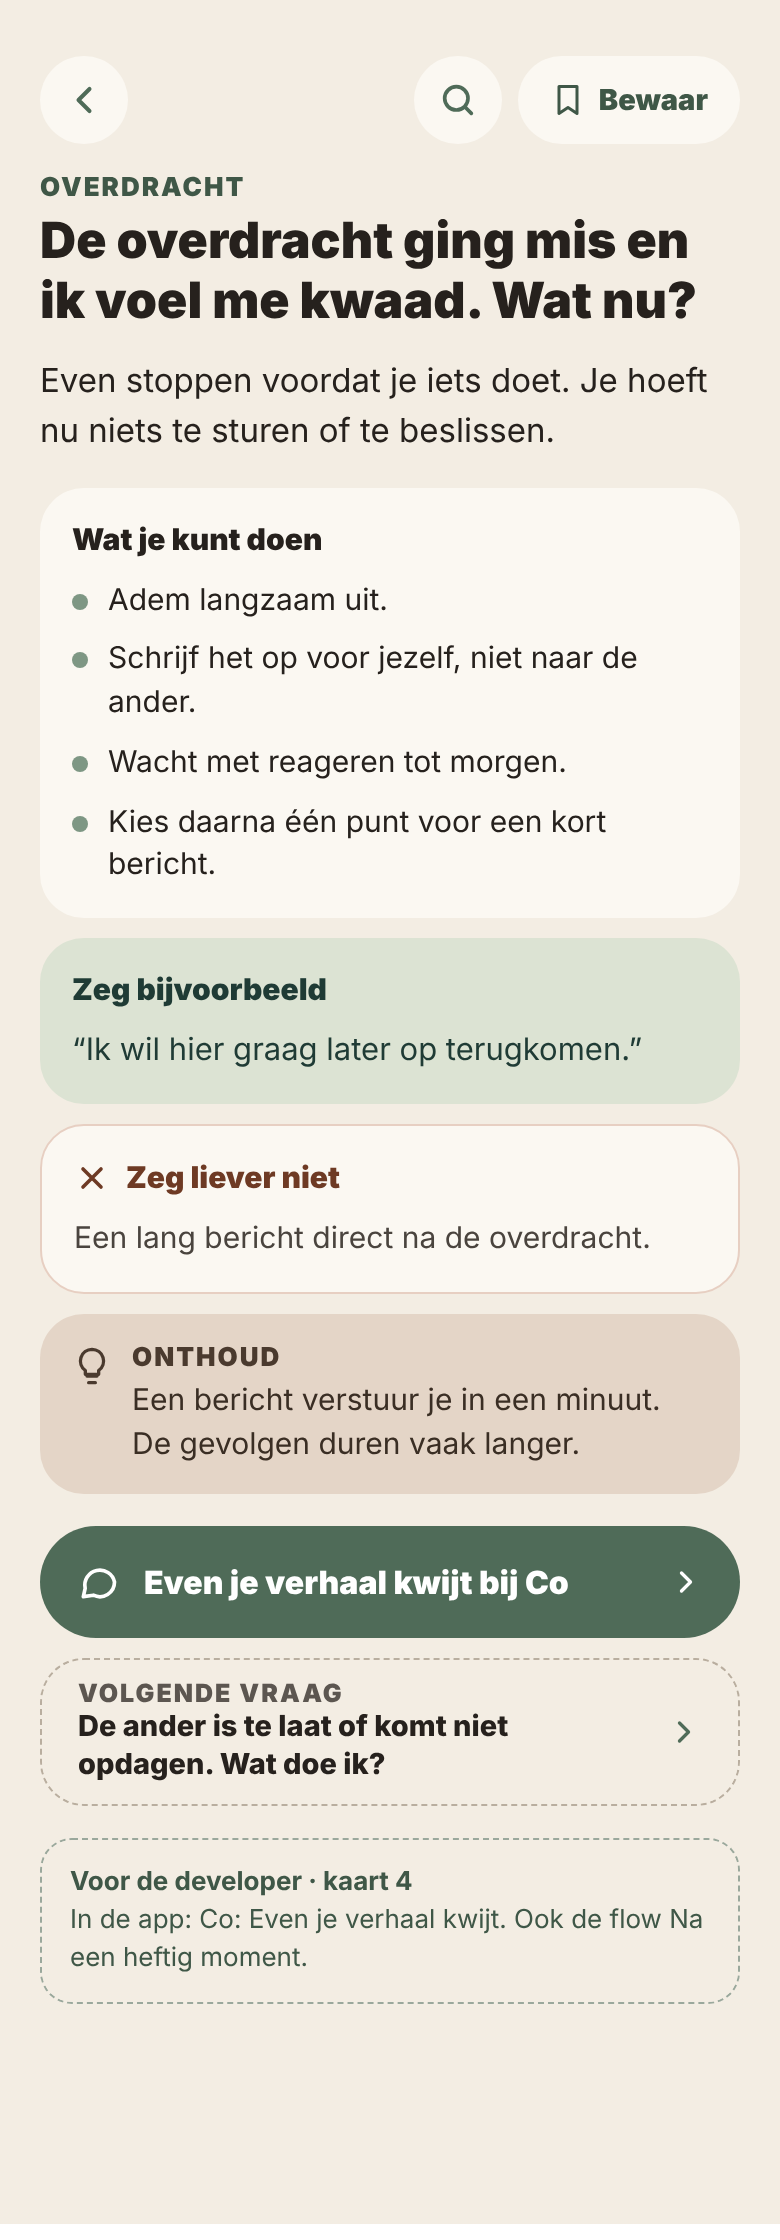 Bewaar
OVERDRACHT
De overdracht ging mis en
ik voel me kwaad. Wat nu?
Even stoppen voordat je iets doet. Je hoeft
nu niets te sturen of te beslissen.
Wat je kunt doen
Adem langzaam uit.
Schrijf het op voor jezelf, niet naar de
ander.
Wacht met reageren tot morgen.
Kies daarna één punt voor een kort
bericht.
Zeg bijvoorbeeld
“Ik wil hier graag later op terugkomen.”
Zeg liever niet
Een lang bericht direct na de overdracht.
ONTHOUD
Een bericht verstuur je in een minuut.
De gevolgen duren vaak langer.
Even je verhaal kwijt bij Co
VOLGENDE VRAAG
De ander is te laat of komt niet
opdagen. Wat doe ik?
Voor de developer · kaart 4
In de app: Co: Even je verhaal kwijt. Ook de flow Na
een heftig moment.